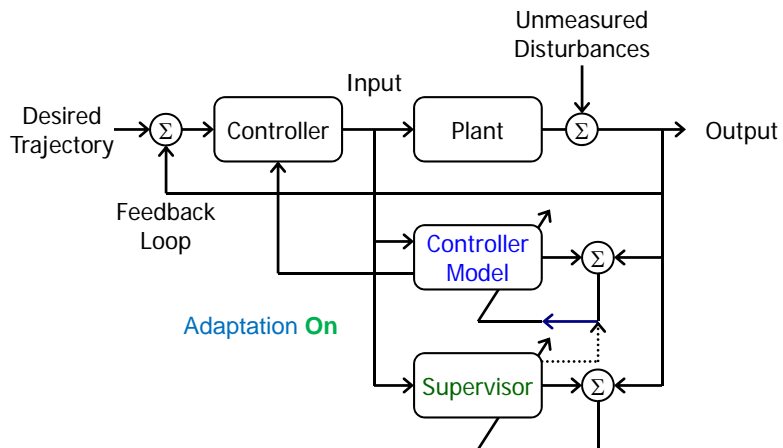 Unmeasured
Disturbances
Input
Desired
Trajectory
Σ
Controller
Plant
Σ
Output
Feedback
Loop
Controller
Model
Σ
Adaptation On
Supervisor
Σ